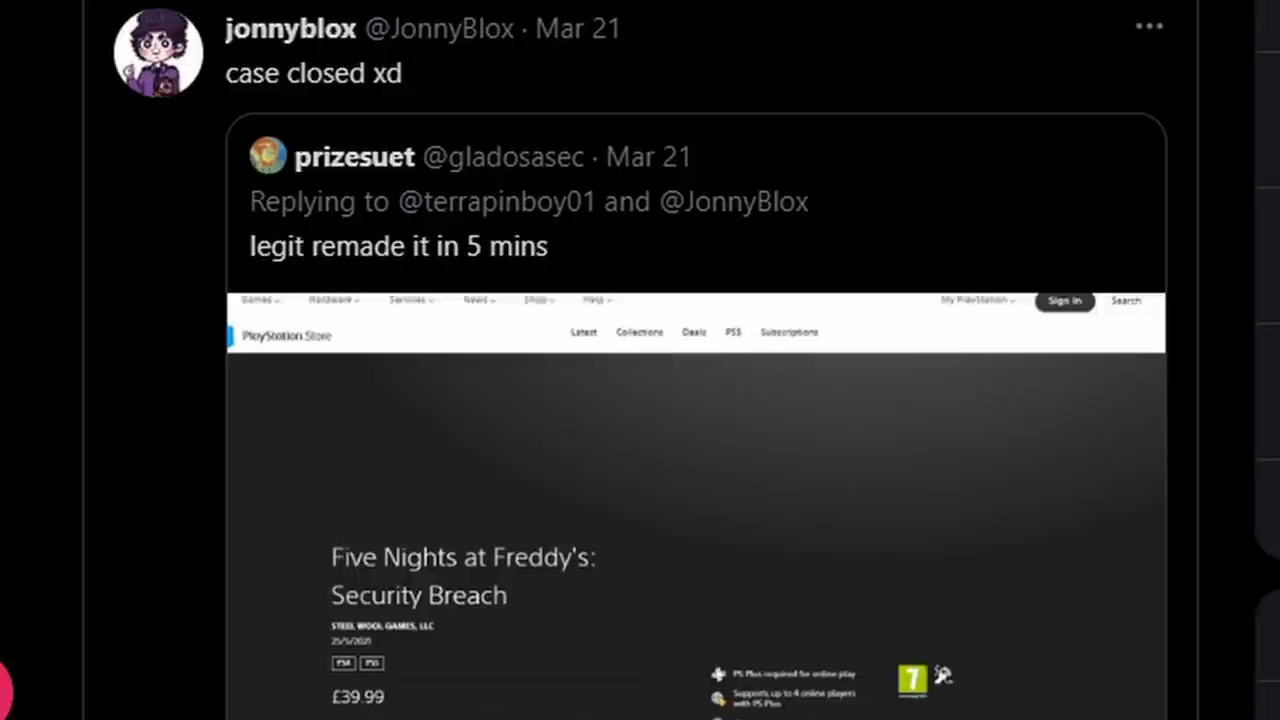 jonnyblox @JonnyBlox · Mar 21
case closed xd
prizesuet @gladosasec · Mar 21
Replying to @terrapinboy01 and @JonnyBlox
legit remade it in 5 mins
Games Hardware Services News Shop Help My PlayStation Sign In Search
PlayStation Store Latest Collections Deals PS5 Subscriptions
Five Nights at Freddy's:
Security Breach
STEEL WOOL GAMES, LLC
PS4 PS5
PS Plus required for online play
7
Supports up to 4 online players
with PS Plus
£39.99